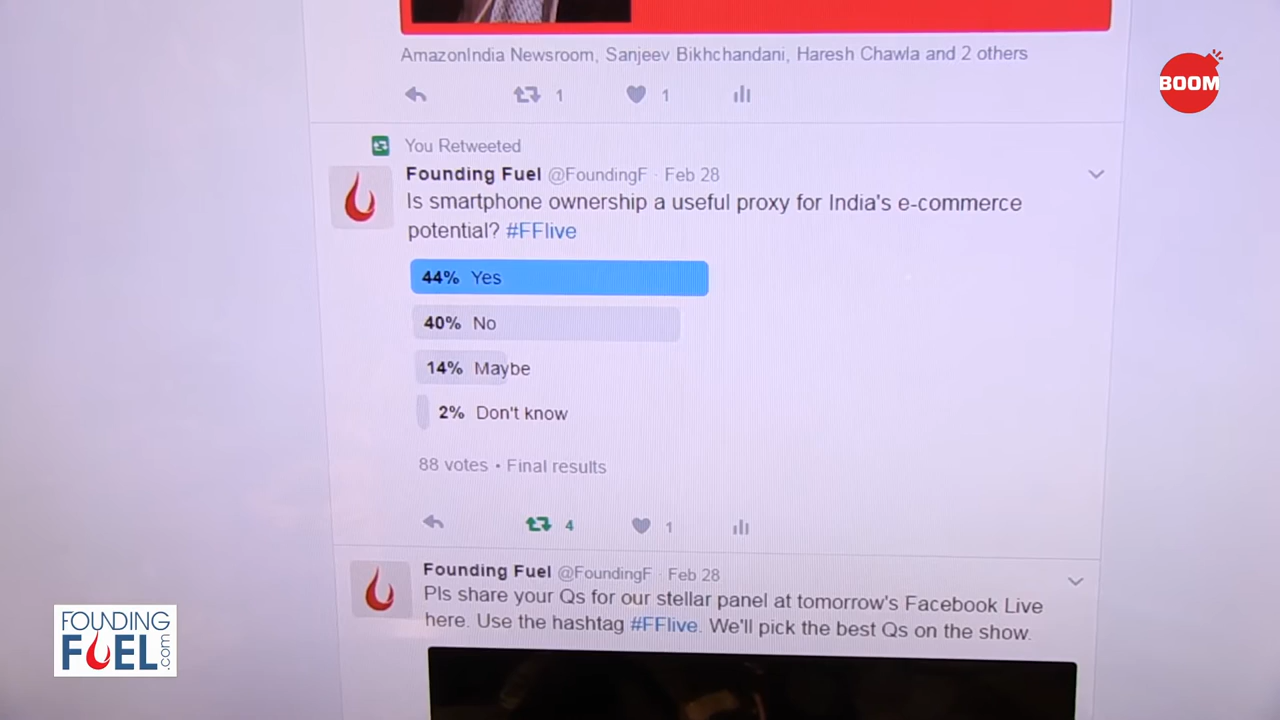 AmazonIndia Newsroom, Sanjeev Bikhchandani, Haresh Chawla and 2 others
BOOM
1 1
You Retweeted
Founding Fuel @FoundingF · Feb 28
Is smartphone ownership a useful proxy for India's e-commerce
potential? #FFlive
44% Yes
40% No
14% Maybe
2% Don't know
88 votes • Final results
4 1
Founding Fuel @FoundingF · Feb 28
Pls share your Qs for our stellar panel at tomorrow's Facebook Live
here. Use the hashtag #FFlive. We'll pick the best Qs on the show.
FOUNDING
FUEL.com